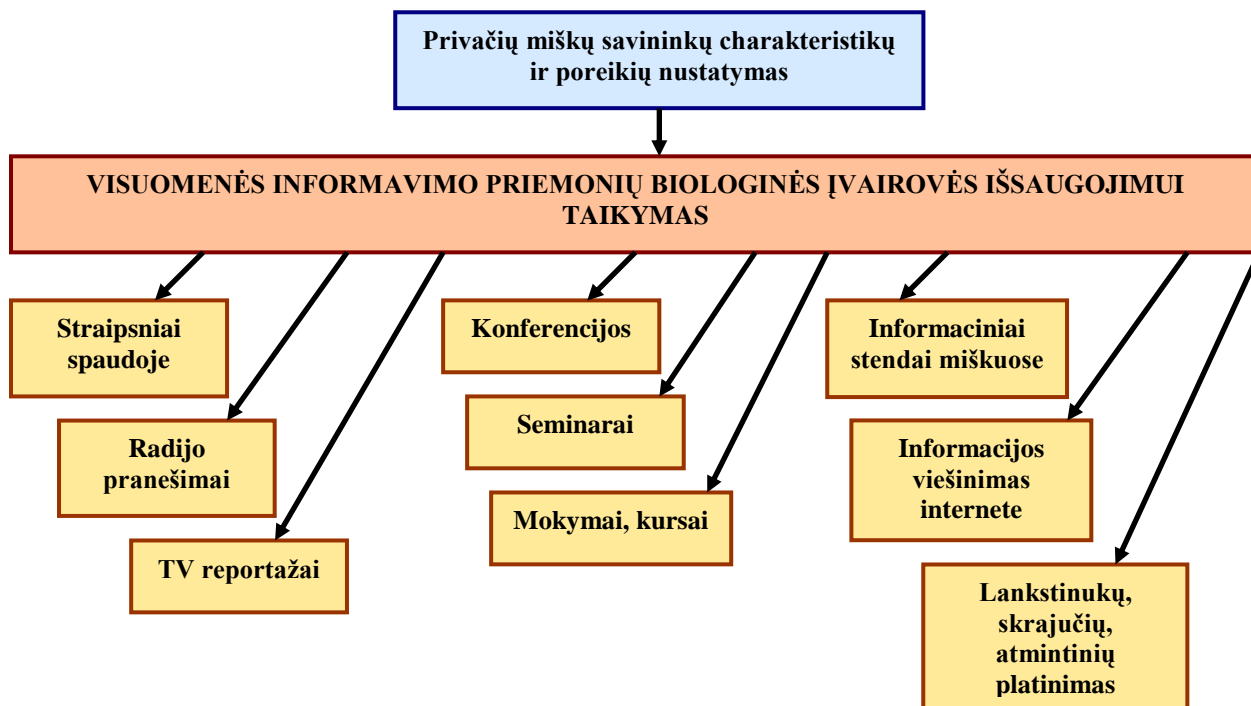 Privačių miškų savininkų charakteristikų
ir poreikių nustatymas
VISUOMENĖS INFORMAVIMO PRIEMONIŲ BIOLOGINĖS ĮVAIROVĖS IŠSAUGOJIMUI
TAIKYMAS
Straipsniai
spaudoje
Radijo
pranešimai
TV reportažai
Konferencijos
Seminarai
Mokymai, kursai
Informaciniai
stendai miškuose
Informacijos
viešinimas
internete
Lankstinukų,
skrajučių,
atmintinių
platinimas